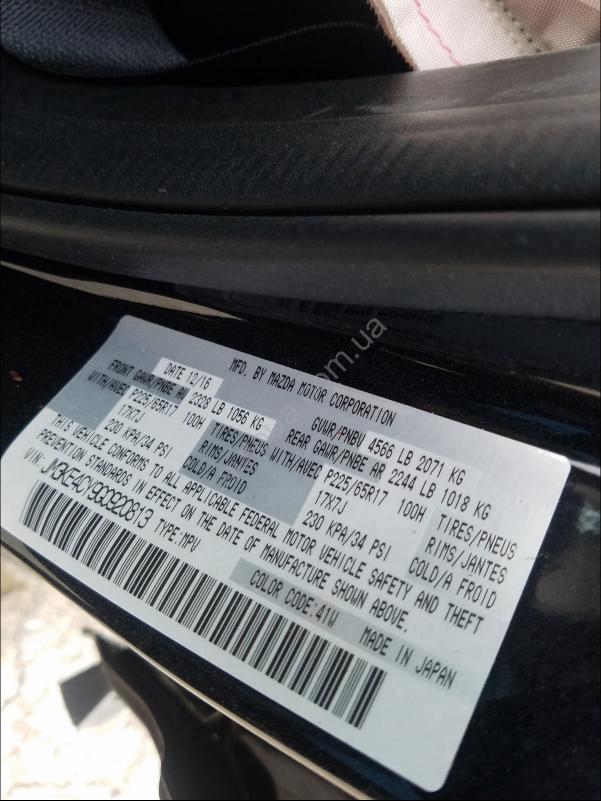 MFD. BY MAZDA MOTOR CORPORATION
DATE 12/16 GVWR/PNBV 4566 LB 2071 KG
FRONT GAWR/PNBE AV 2328 LB 1056 KG REAR GAWR/PNBE AR 2244 LB 1018 KG
WITH/AVEC P225/65R17 100H TIRES/PNEUS WITH/AVEC P225/65R17 100H TIRES/PNEUS
17X7J RIMS/JANTES 17X7J RIMS/JANTES
230 KPA/34 PSI COLD/A FROID 230 KPA/34 PSI COLD/A FROID
THIS VEHICLE CONFORMS TO ALL APPLICABLE FEDERAL MOTOR VEHICLE SAFETY AND THEFT
PREVENTION STANDARDS IN EFFECT ON THE DATE OF MANUFACTURE SHOWN ABOVE.
VIN: TYPE MPV
COLOR CODE:41W
MADE IN JAPAN